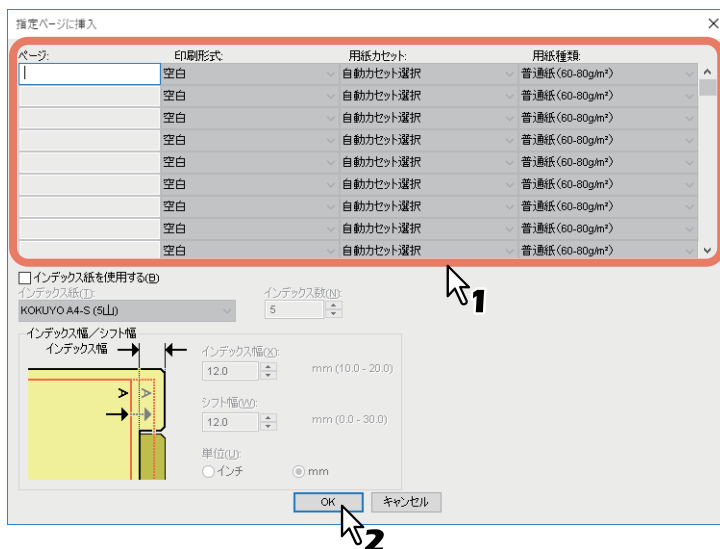 指定ページに挿入
ページ: 印刷形式: 用紙カセット: 用紙種類:
空白 自動カセット選択 普通紙(60-80g/m²)
空白 自動カセット選択 普通紙(60-80g/m²)
空白 自動カセット選択 普通紙(60-80g/m²)
空白 自動カセット選択 普通紙(60-80g/m²)
空白 自動カセット選択 普通紙(60-80g/m²)
空白 自動カセット選択 普通紙(60-80g/m²)
空白 自動カセット選択 普通紙(60-80g/m²)
空白 自動カセット選択 普通紙(60-80g/m²)
空白 自動カセット選択 普通紙(60-80g/m²)
1
インデックス紙を使用する(B)
インデックス紙(T): インデックス数(N):
KOKUYO A4-S (5山) 5
インデックス幅/シフト幅
インデックス幅 インデックス幅(X):
12.0 mm (10.0 - 20.0)
A A
シフト幅(W):
12.0 mm (0.0 - 30.0)
単位(U):
インチ mm
OK キャンセル
2